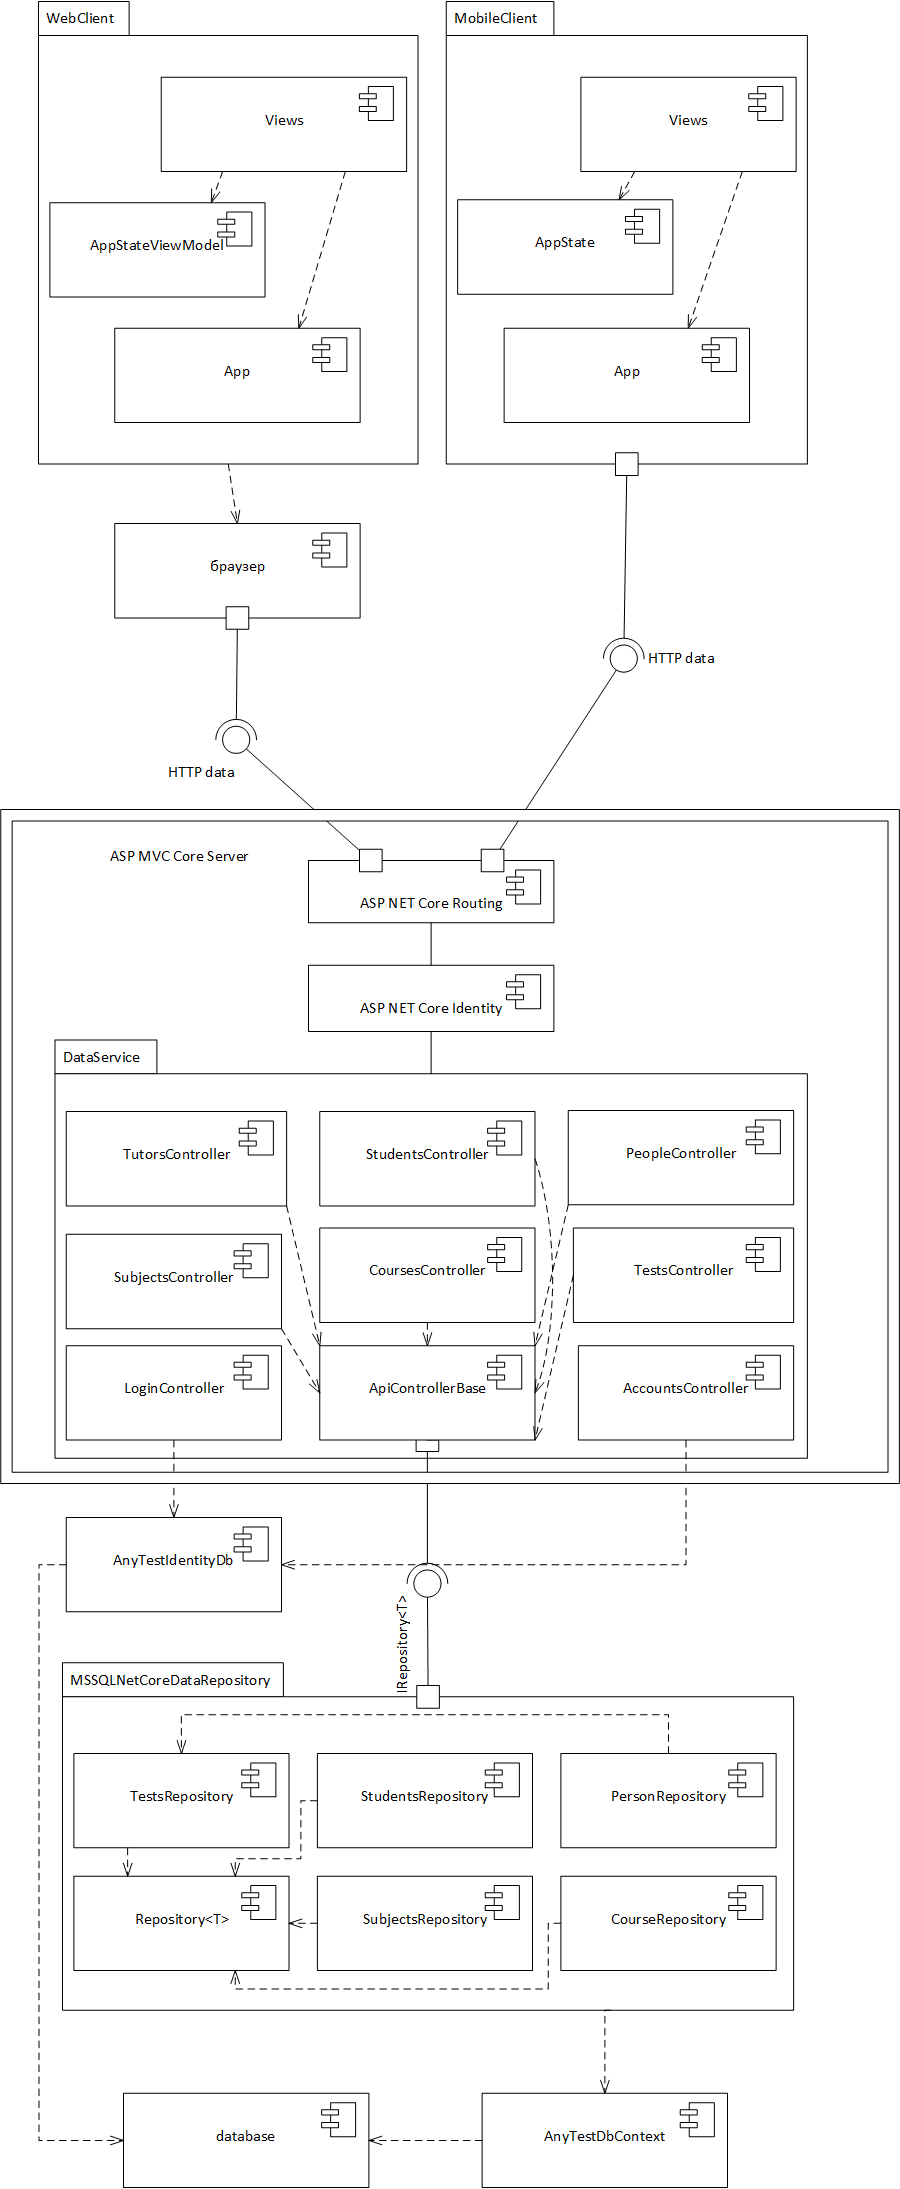 WebClient
MobileClient
Views
Views
AppStateViewModel
AppState
App
App
браузер
HTTP data
HTTP data
ASP MVC Core Server
ASP NET Core Routing
ASP NET Core Identity
DataService
TutorsController
StudentsController
PeopleController
SubjectsController
CoursesController
TestsController
LoginController
ApiControllerBase
AccountsController
AnyTestIdentityDb
IRepository<T>
MSSQLNetCoreDataRepository
TestsRepository
StudentsRepository
PersonRepository
Repository<T>
SubjectsRepository
CourseRepository
database
AnyTestDbContext